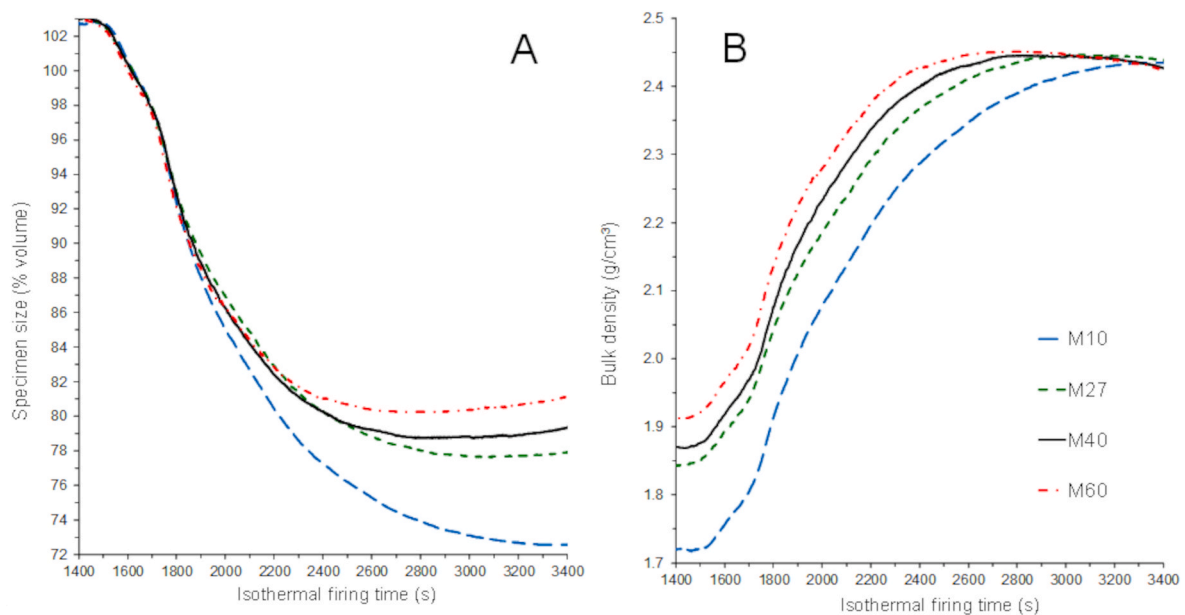 A
Specimen size (% volume)
102
100
98
96
94
92
90
88
86
84
82
80
78
76
74
72
1400 1600 1800 2000 2200 2400 2600 2800 3000 3200 3400
Isothermal firing time (s)
B
Bulk density (g/cm³)
2.5
2.4
2.3
2.2
2.1
2.0
1.9
1.8
1.7
M10
M27
M40
M60
1400 1600 1800 2000 2200 2400 2600 2800 3000 3200 3400
Isothermal firing time (s)